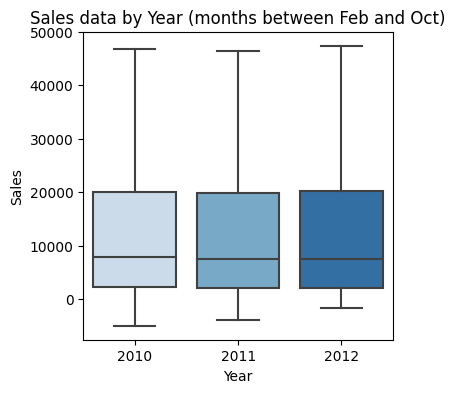 Sales data by Year (months between Feb and Oct)
50000
40000
30000
20000
10000
0
Sales
2010 2011 2012
Year